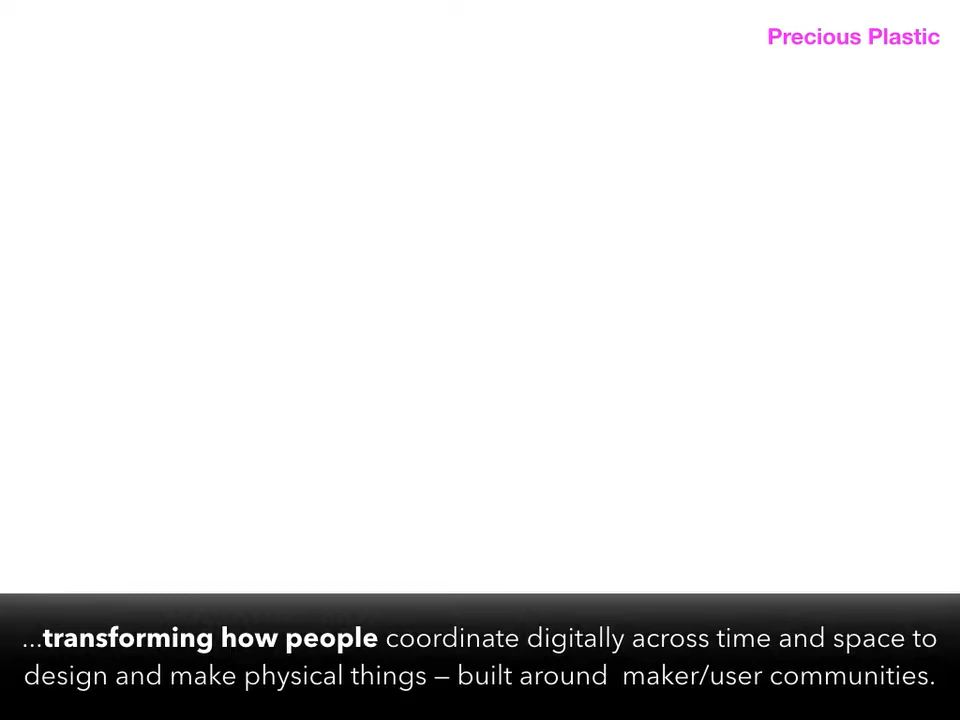 Precious Plastic
...transforming how people coordinate digitally across time and space to
design and make physical things – built around  maker/user communities.